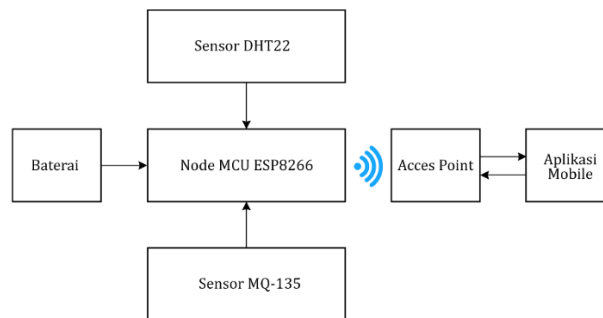 Sensor DHT22
Baterai
Node MCU ESP8266
Acces Point
Aplikasi
Mobile
Sensor MQ-135